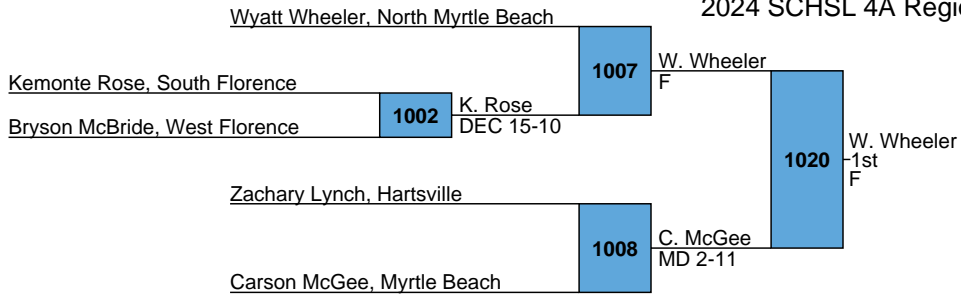 2024 SCHSL 4A Regi
Wyatt Wheeler, North Myrtle Beach
1007
W. Wheeler
F
Kemonte Rose, South Florence
1002
K. Rose
DEC 15-10
Bryson McBride, West Florence
1020
W. Wheeler
1st
F
Zachary Lynch, Hartsville
1008
C. McGee
MD 2-11
Carson McGee, Myrtle Beach